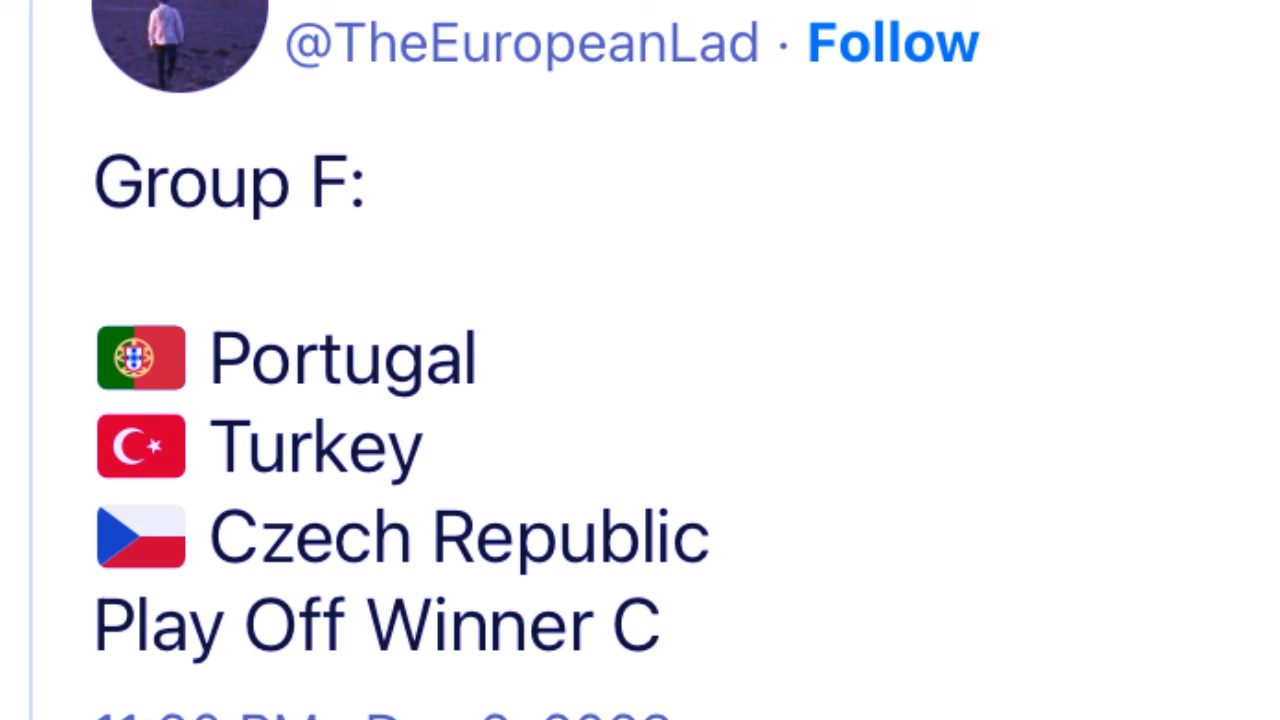 @TheEuropeanLad · Follow
Group F:
Portugal
Turkey
Czech Republic
Play Off Winner C